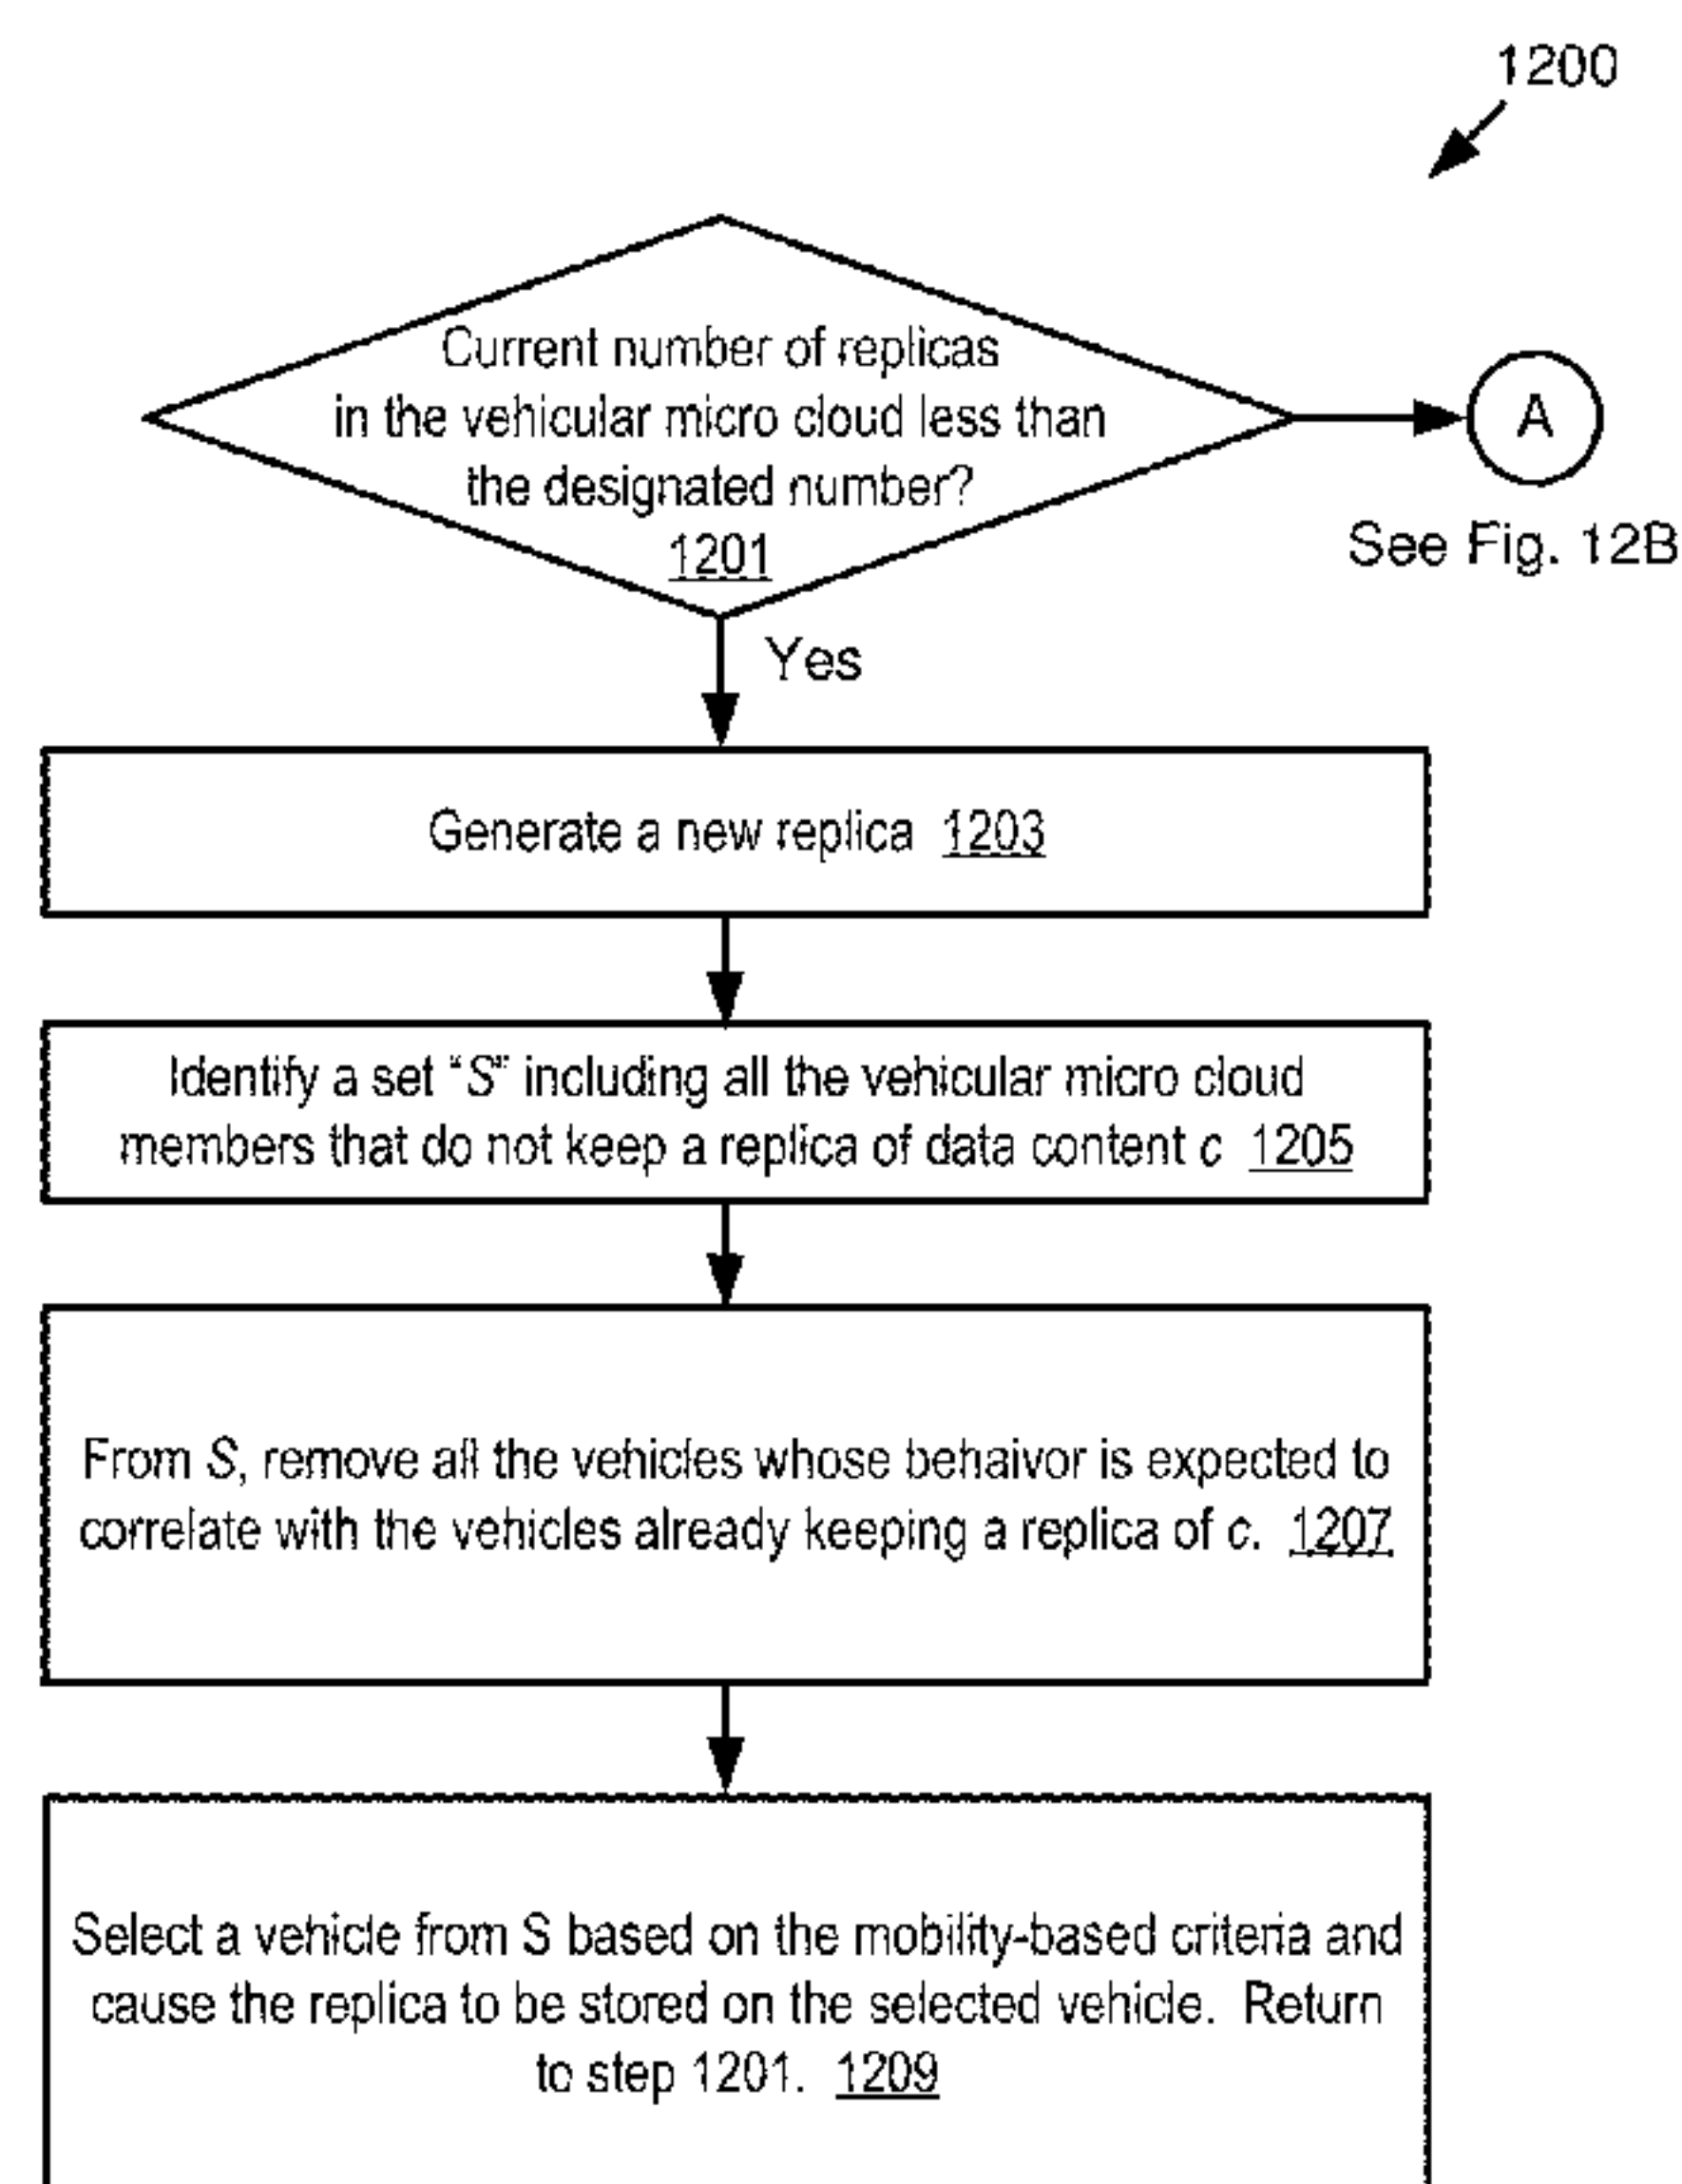 1200
Current number of replicas
in the vehicular micro cloud less than
the designated number?
1201
A
See Fig. 12B
Yes
Generate a new replica 1203
Identify a set "S" including all the vehicular micro cloud
members that do not keep a replica of data content c 1205
From S, remove all the vehicles whose behaivor is expected to
correlate with the vehicles already keeping a replica of c. 1207
Select a vehicle from S based on the mobility-based criteria and
cause the replica to be stored on the selected vehicle. Return
to step 1201. 1209